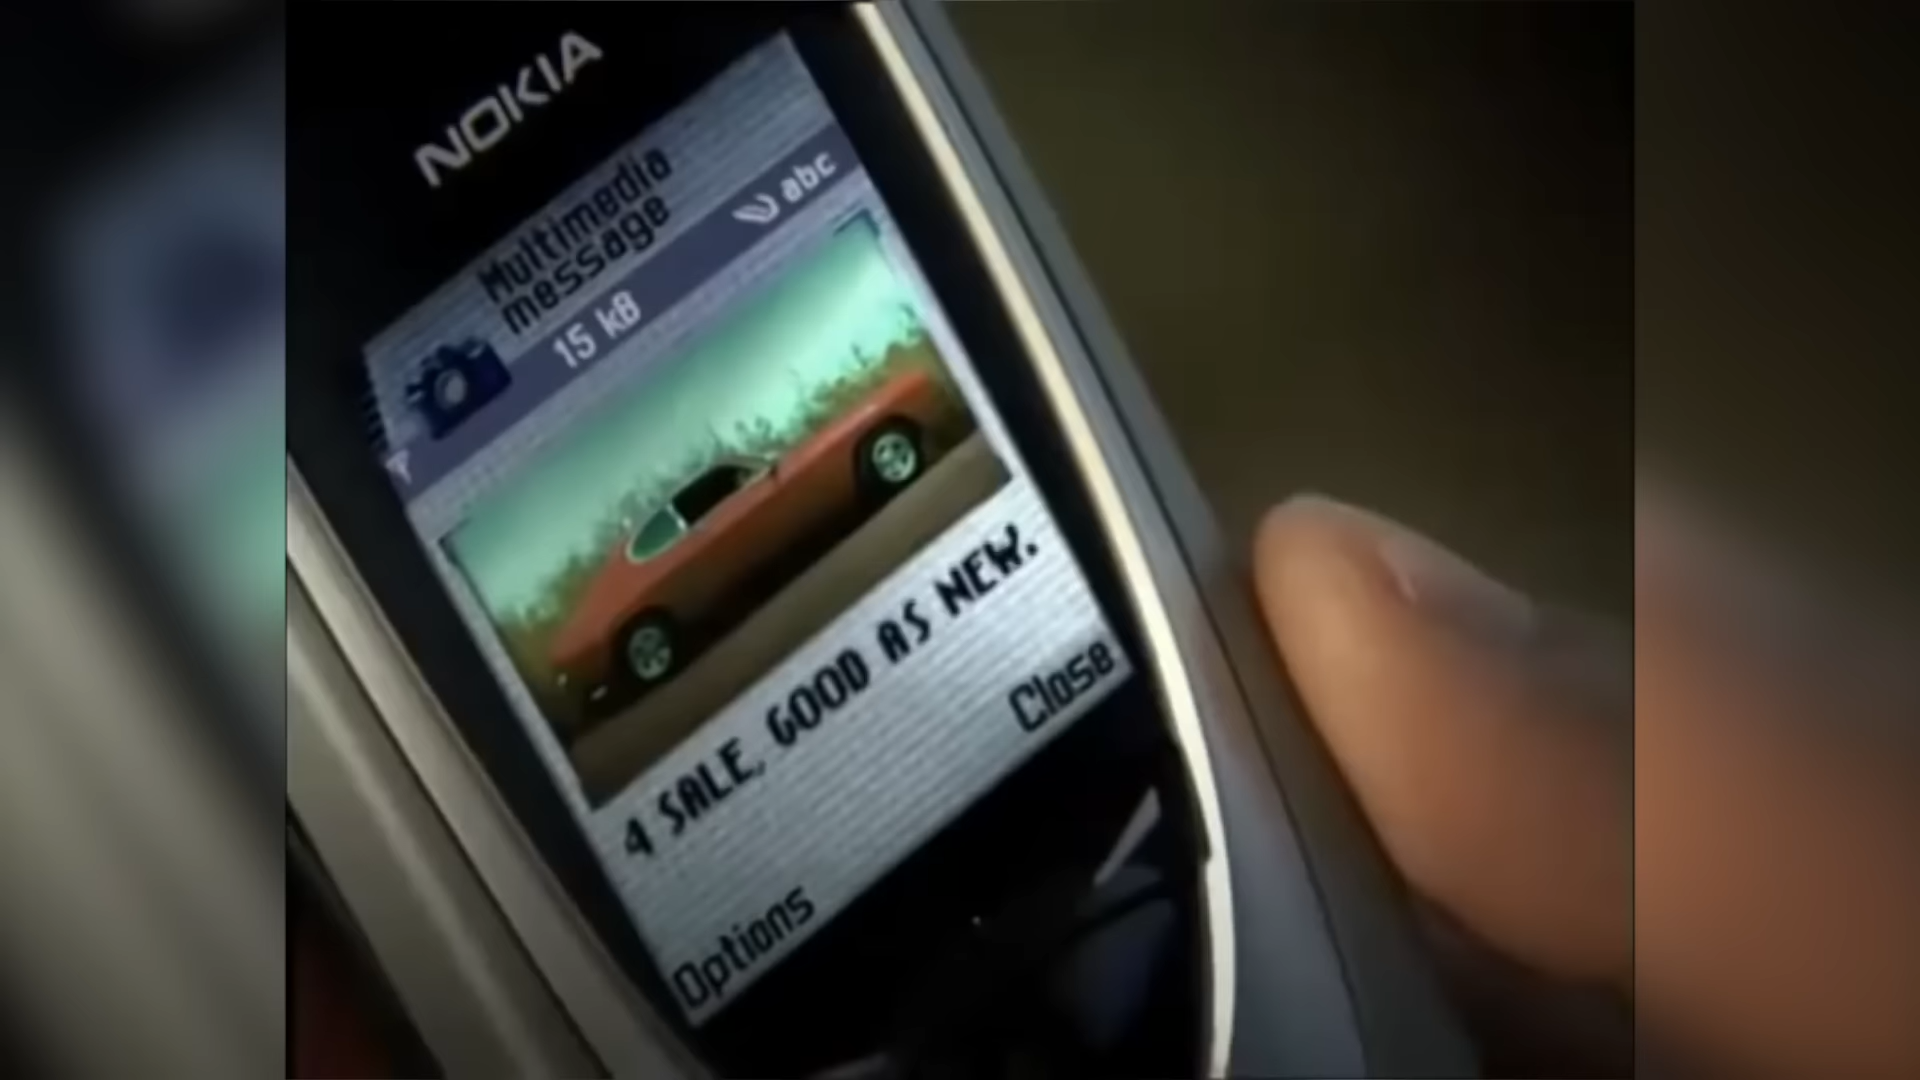 NOKIA
Multimedia
message
abc
15 kB
4 SALE, GOOD AS NEW.
Options Close